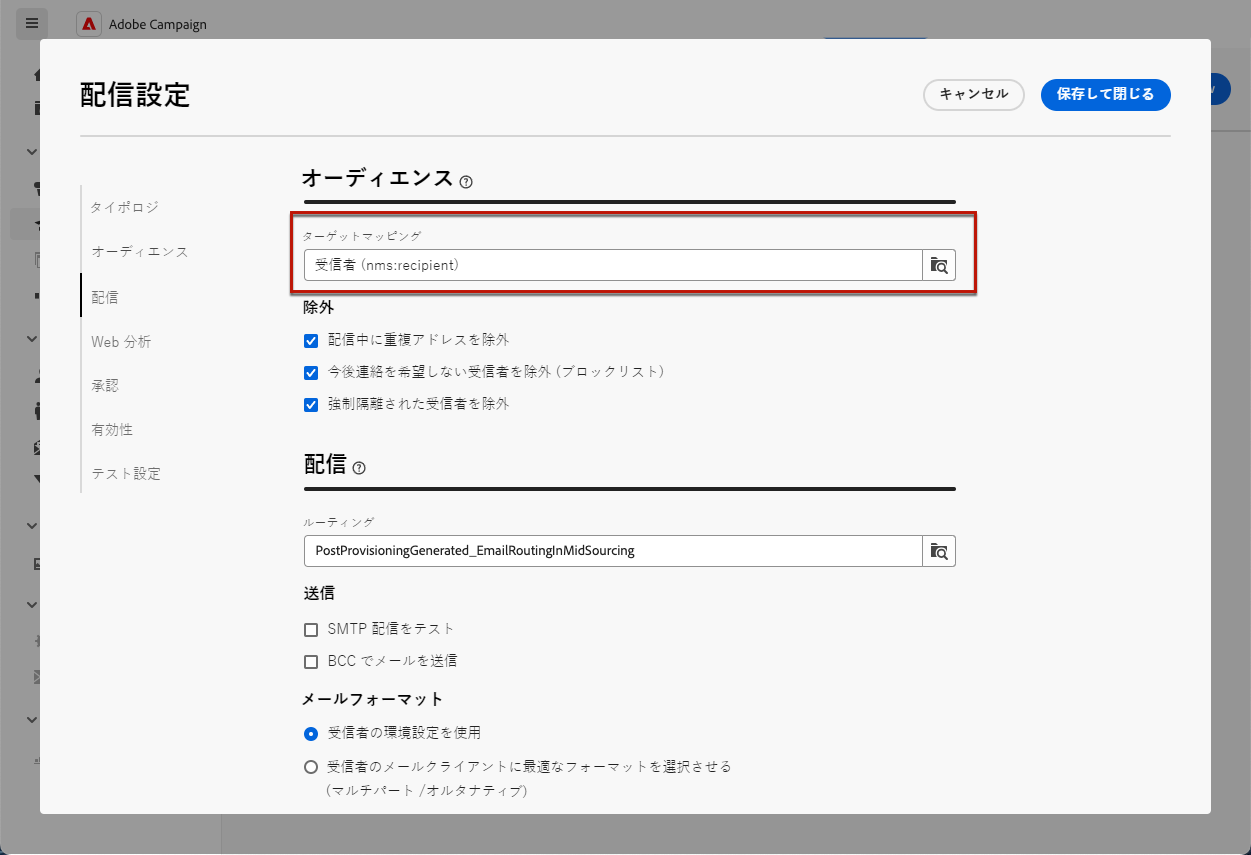 Adobe Campaign
配信設定
キャンセル
保存して閉じる
タイポロジ
オーディエンス
配信
Web 分析
承認
有効性
テスト設定
オーディエンス
ターゲットマッピング
受信者 (nms:recipient)
除外
配信中に重複アドレスを除外
今後連絡を希望しない受信者を除外 (ブロックリスト)
強制隔離された受信者を除外
配信
ルーティング
PostProvisioningGenerated_EmailRoutingInMidSourcing
送信
SMTP 配信をテスト
BCC でメールを送信
メールフォーマット
受信者の環境設定を使用
受信者のメールクライアントに最適なフォーマットを選択させる
(マルチパート /オルタナティブ)